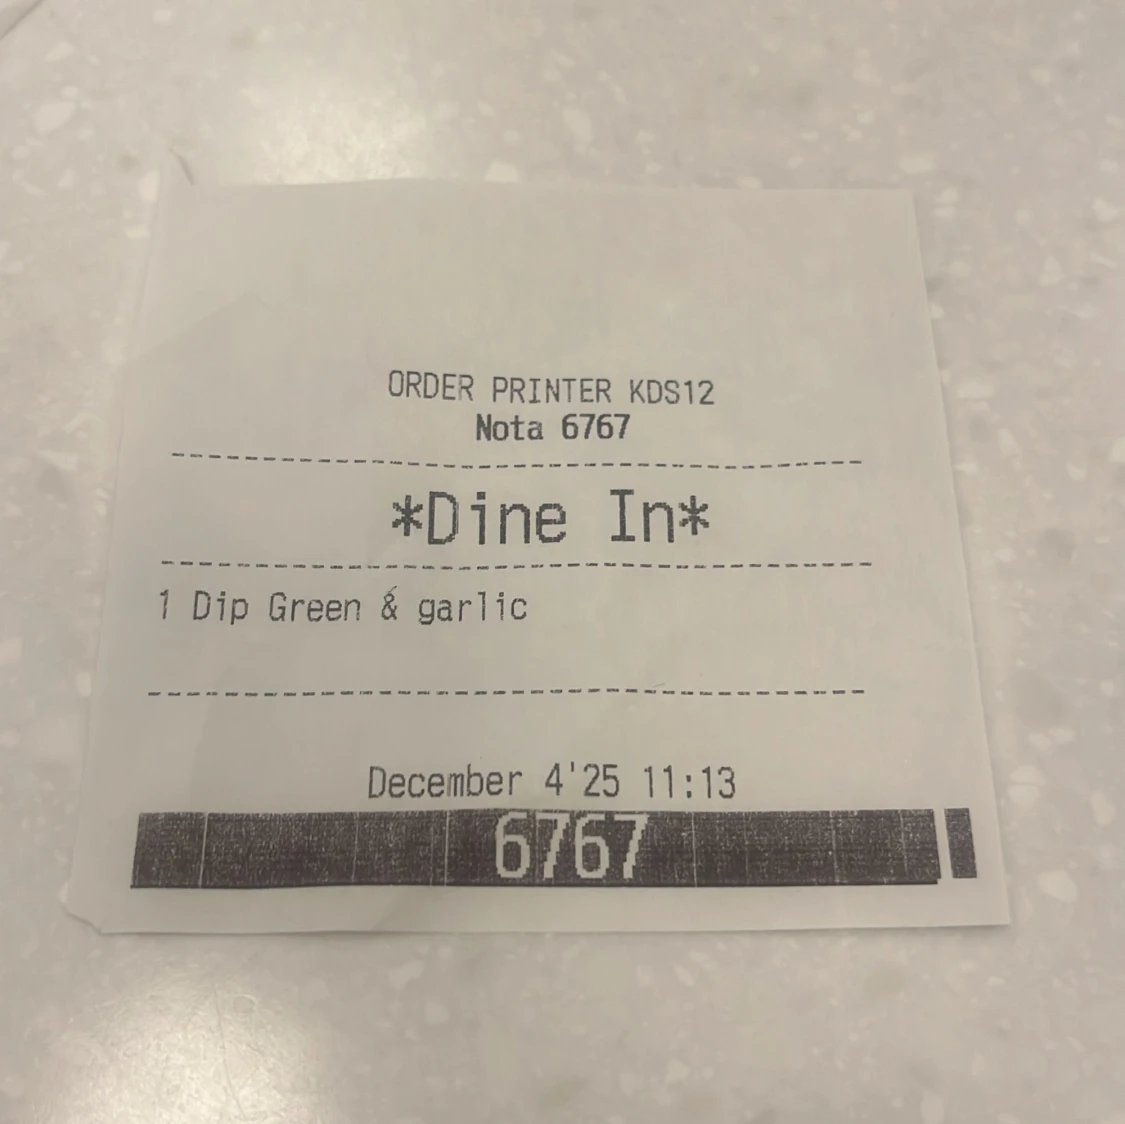 ORDER PRINTER KDS12
Nota 6767
*Dine In*
1 Dip Green & garlic
December 4'25 11:13
6767